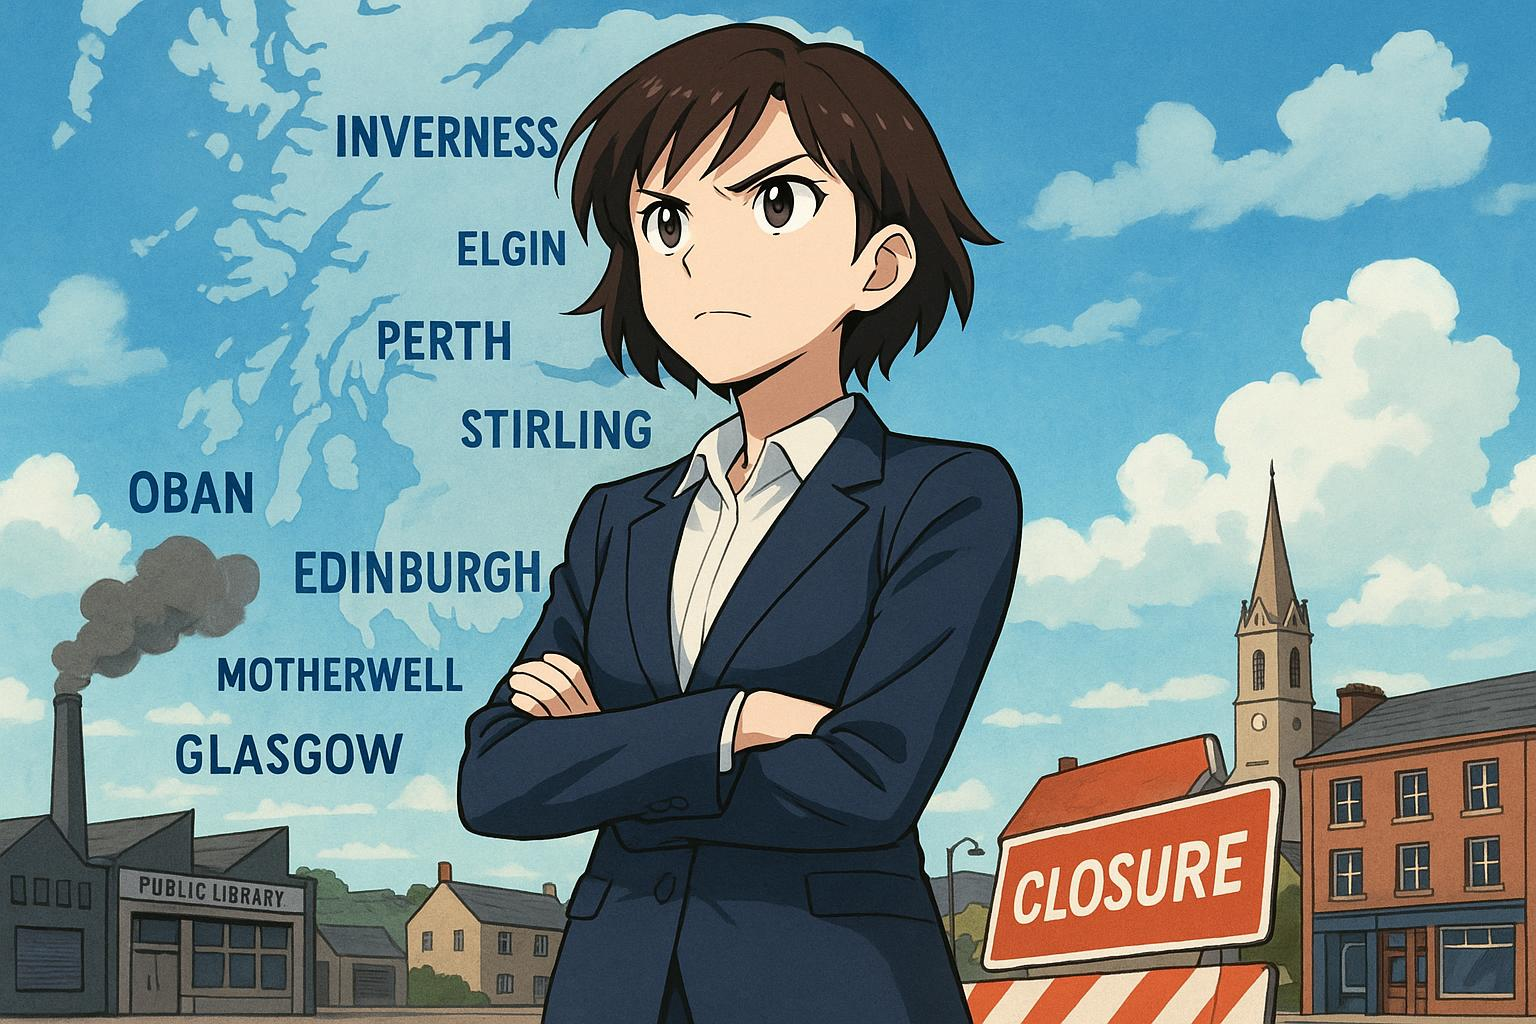 INVERNESS
ELGIN
PERTH
STIRLING
OBAN
EDINBURGH
MOTHERWELL
GLASGOW
PUBLIC LIBRARY
CLOSURE